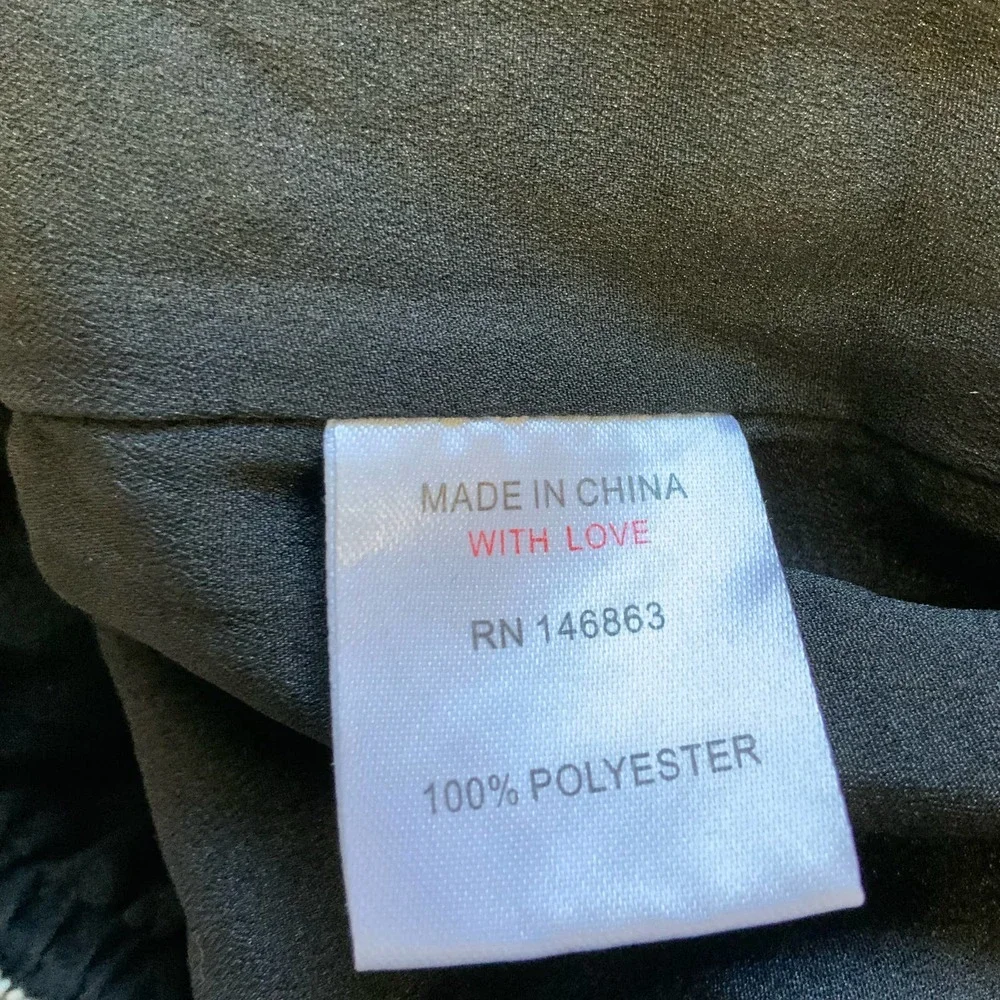 MADE IN CHINA
WITH LOVE
RN 146863
100% POLYESTER